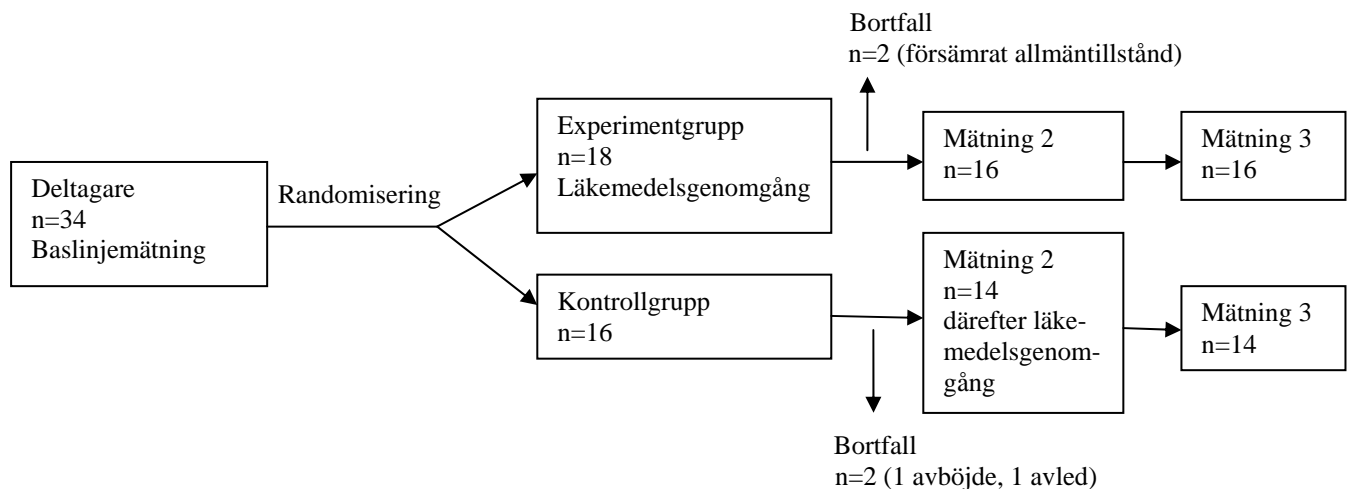 Deltagare
n=34
Baslinjemätning
Randomisering
Experimentgrupp
n=18
Läkemedelsgenomgång
Bortfall
n=2 (försämrat allmäntillstånd)
Mätning 2
n=16
Mätning 3
n=16
Kontrollgrupp
n=16
Bortfall
n=2 (1 avböjde, 1 avled)
Mätning 2
n=14
därefter läke-
medelsgenom-
gång
Mätning 3
n=14